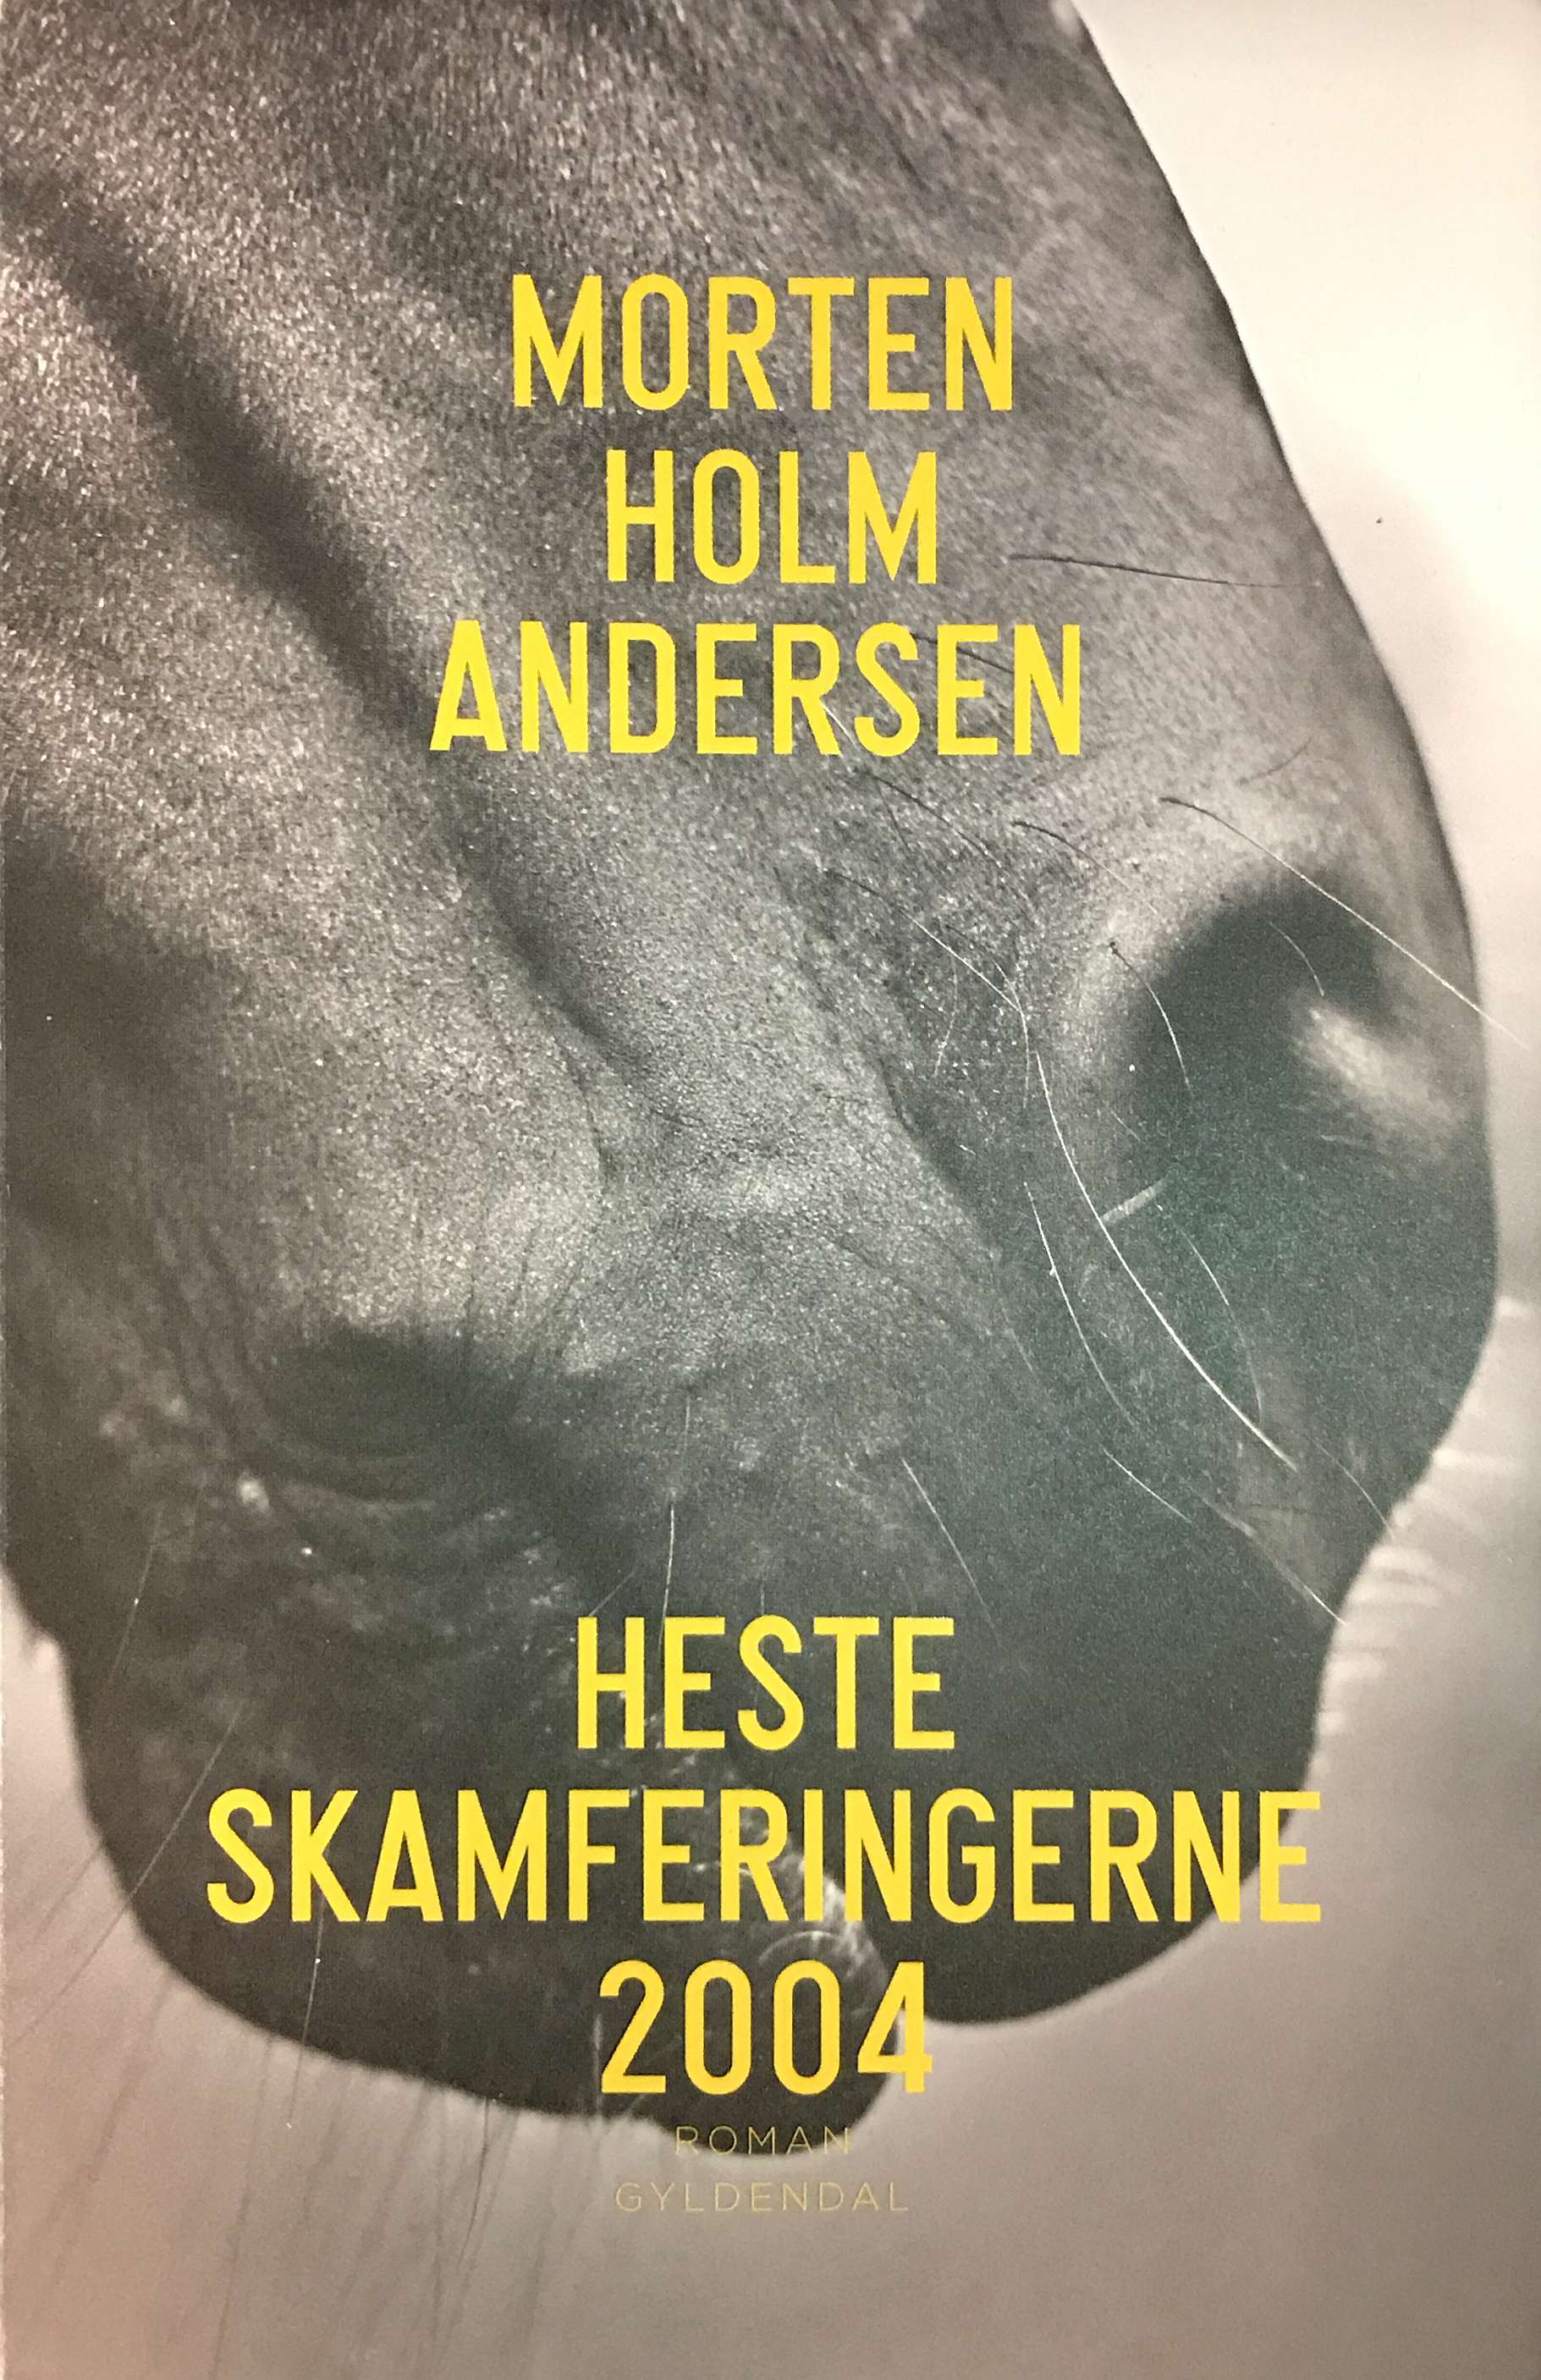 MORTEN
HOLM
ANDERSEN
HESTE
SKAMFERINGERNE
2004
ROMAN
GYLDENDAL